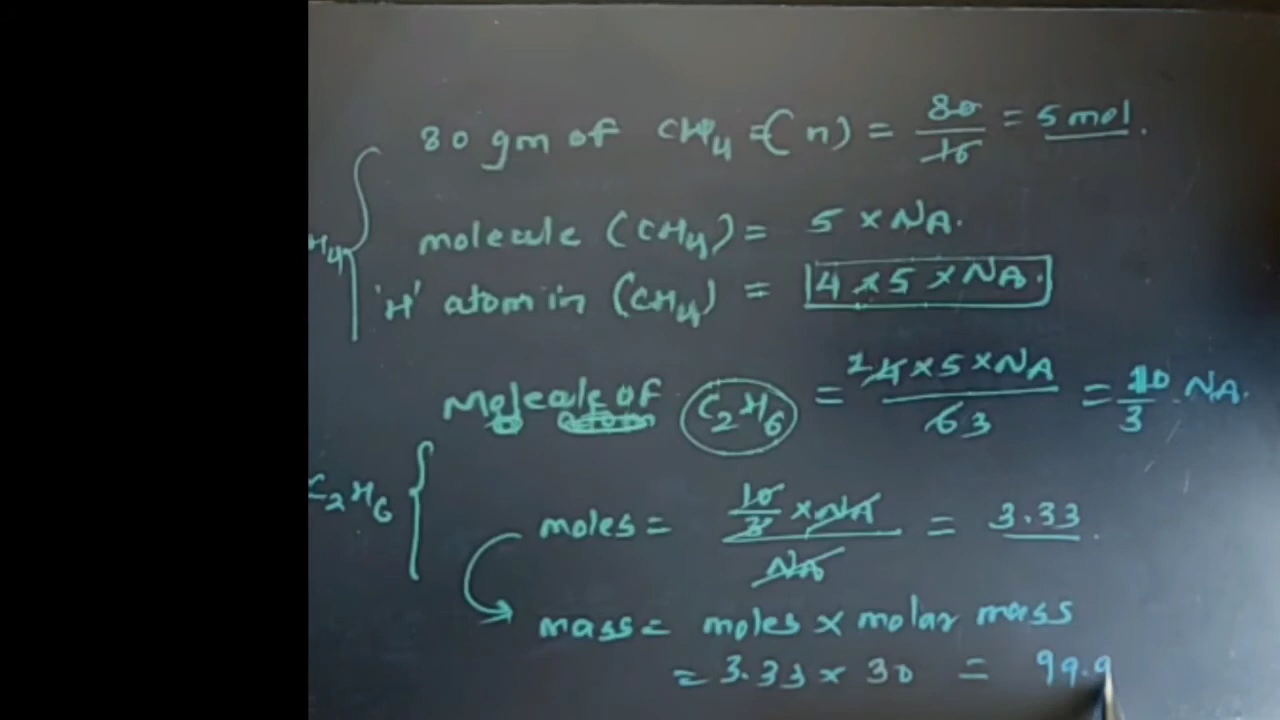 80 gm of CH4 =(n) = 80/16 = 5 mol.
molecule (CH4) = 5 × NA.
H4
'H' atom in (CH4) = 4 × 5 × NA.
Molecule of C2H6 = 2 4 × 5 × NA / 6 3 = 10/3 NA.
C2H6
moles = 10/3 × NA / NA = 3.33.
mass = moles × molar mass
= 3.33 × 30 = 99.9